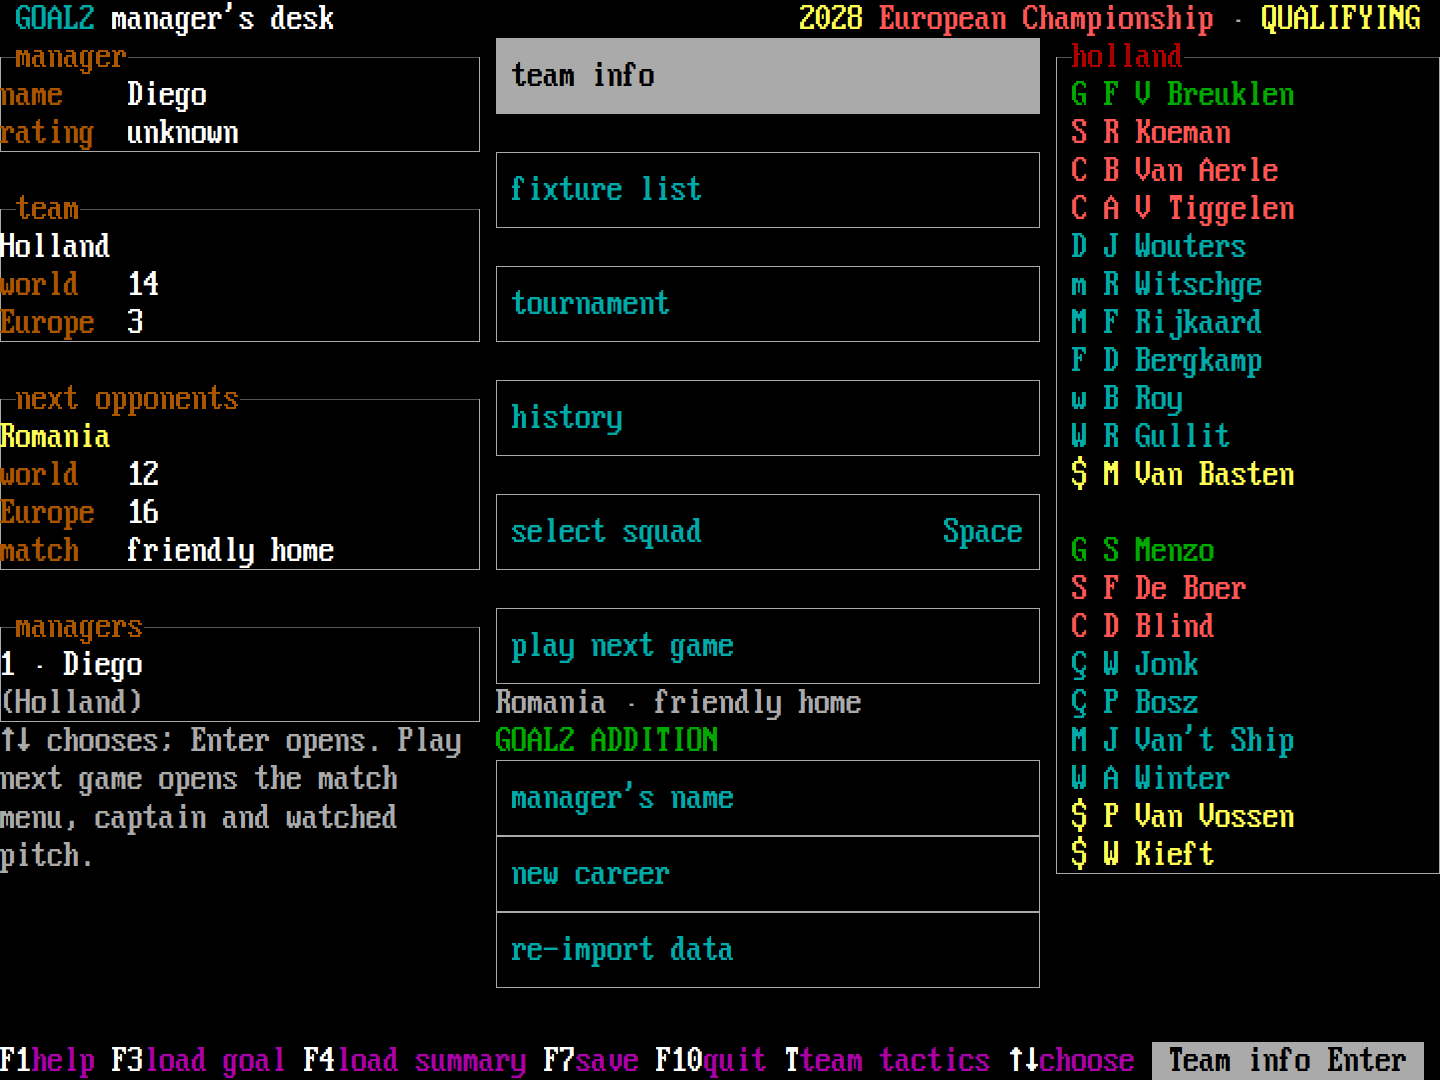 GOAL2 manager's desk
2028 European Championship · QUALIFYING
manager
name Diego
rating unknown
team
Holland
world 14
Europe 3
next opponents
Romania
world 12
Europe 16
match friendly home
managers
1 · Diego
(Holland)
↑↓ chooses; Enter opens. Play
next game opens the match
menu, captain and watched
pitch.
team info
fixture list
tournament
history
select squad Space
play next game
Romania · friendly home
GOAL2 ADDITION
manager's name
new career
re-import data
holland
G F V Breuklen
S R Koeman
C B Van Aerle
C A V Tiggelen
D J Wouters
m R Witschge
M F Rijkaard
F D Bergkamp
w B Roy
W R Gullit
$ M Van Basten
G S Menzo
S F De Boer
C D Blind
Ç W Jonk
Ç P Bosz
M J Van't Ship
W A Winter
$ P Van Vossen
$ W Kieft
F1help F3load goal F4load summary F7save F10quit Tteam tactics ↑↓choose Team info Enter